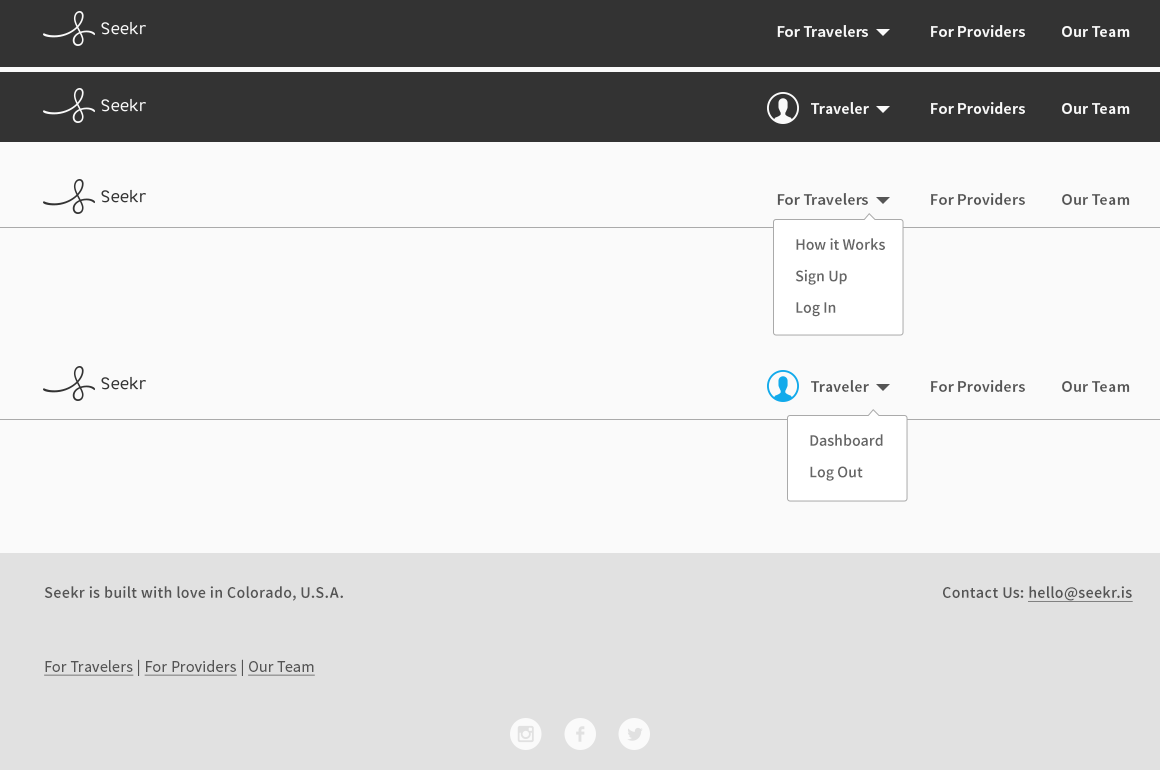 Seekr For Travelers For Providers Our Team
Seekr Traveler For Providers Our Team
Seekr For Travelers For Providers Our Team
How it Works
Sign Up
Log In
Seekr Traveler For Providers Our Team
Dashboard
Log Out
Seekr is built with love in Colorado, U.S.A. Contact Us: hello@seekr.is
For Travelers | For Providers | Our Team